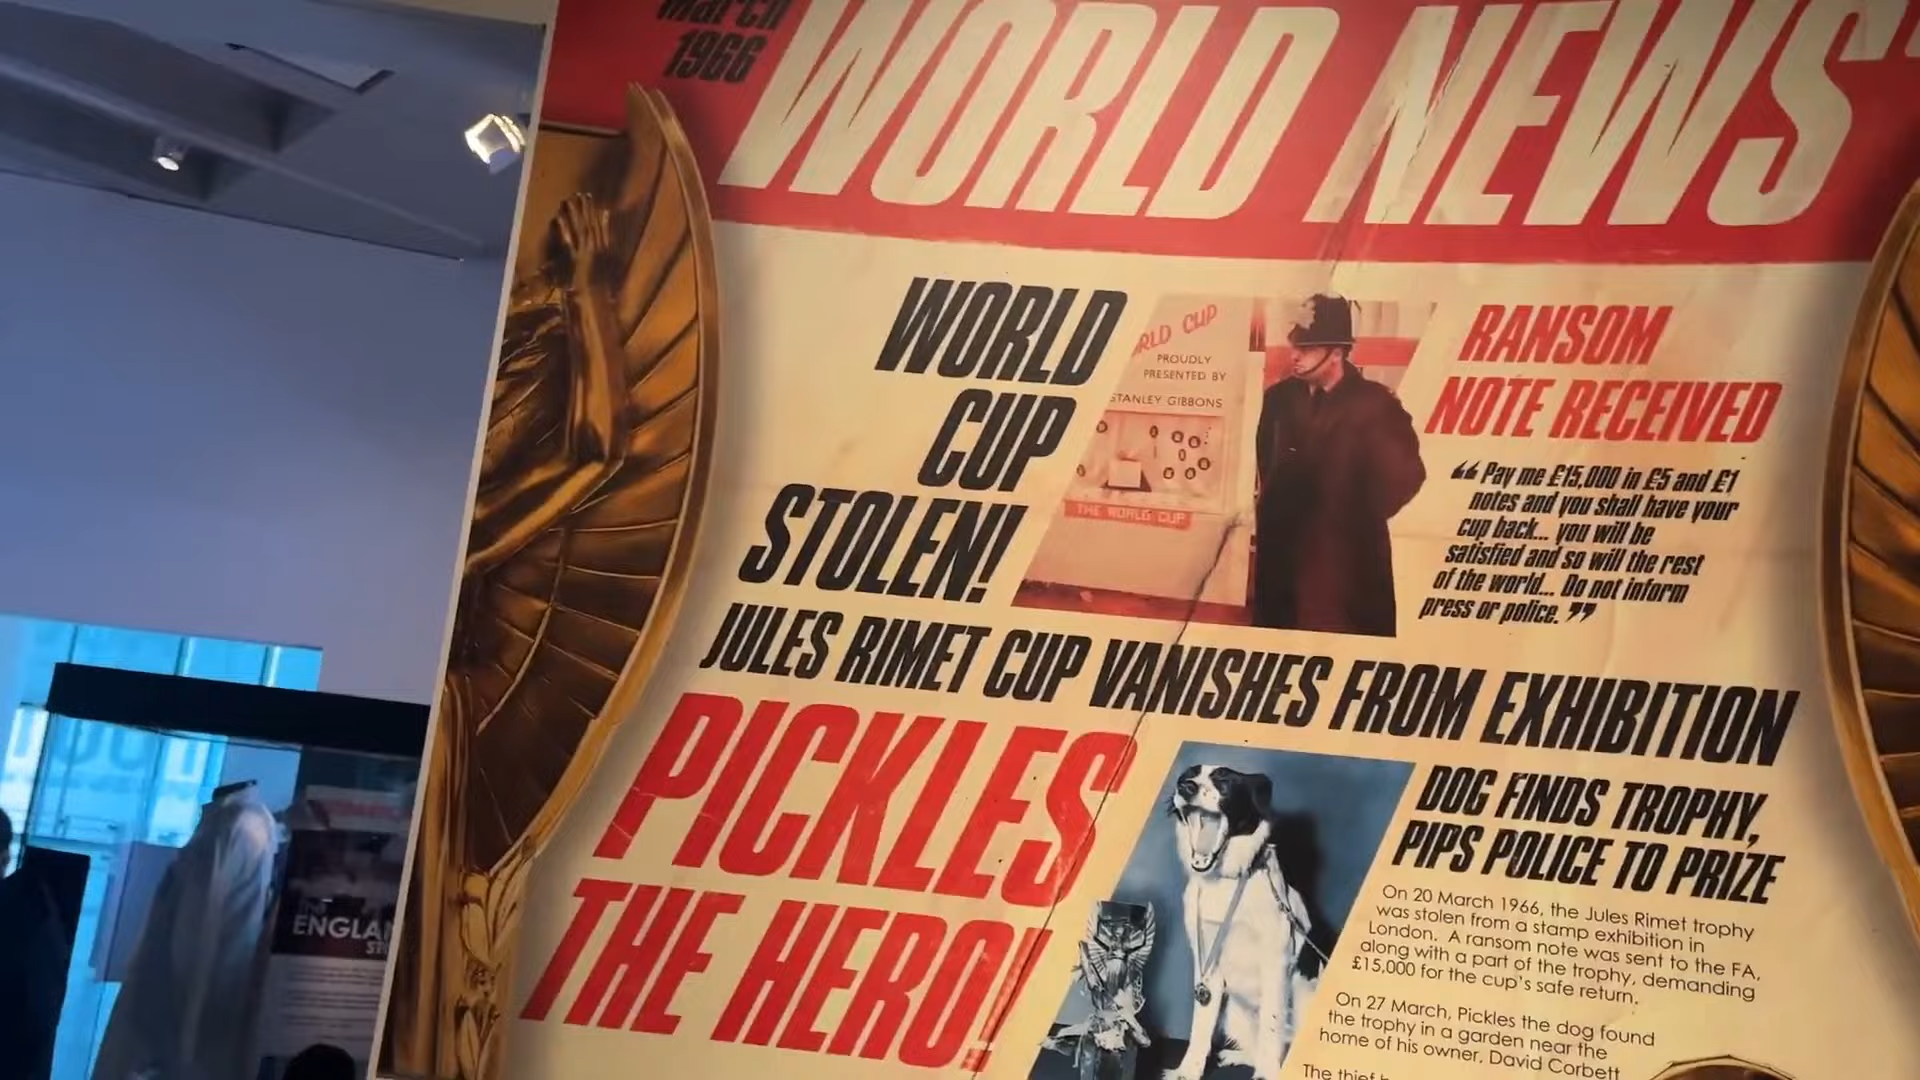 March
1966
WORLD NEWS
WORLD
CUP
STOLEN!
RLD CUP
PROUDLY
PRESENTED BY
STANLEY GIBBONS
THE WORLD CUP
RANSOM
NOTE RECEIVED
“ Pay me £15,000 in £5 and £1
notes and you shall have your
cup back... you will be
satisfied and so will the rest
of the world... Do not inform
press or police. ”
JULES RIMET CUP VANISHES FROM EXHIBITION
PICKLES
THE HERO!
DOG FINDS TROPHY,
PIPS POLICE TO PRIZE
On 20 March 1966, the Jules Rimet trophy
was stolen from a stamp exhibition in
London. A ransom note was sent to the FA,
along with a part of the trophy, demanding
£15,000 for the cup's safe return.
On 27 March, Pickles the dog found
the trophy in a garden near the
home of his owner, David Corbett
The thief
ENGLA